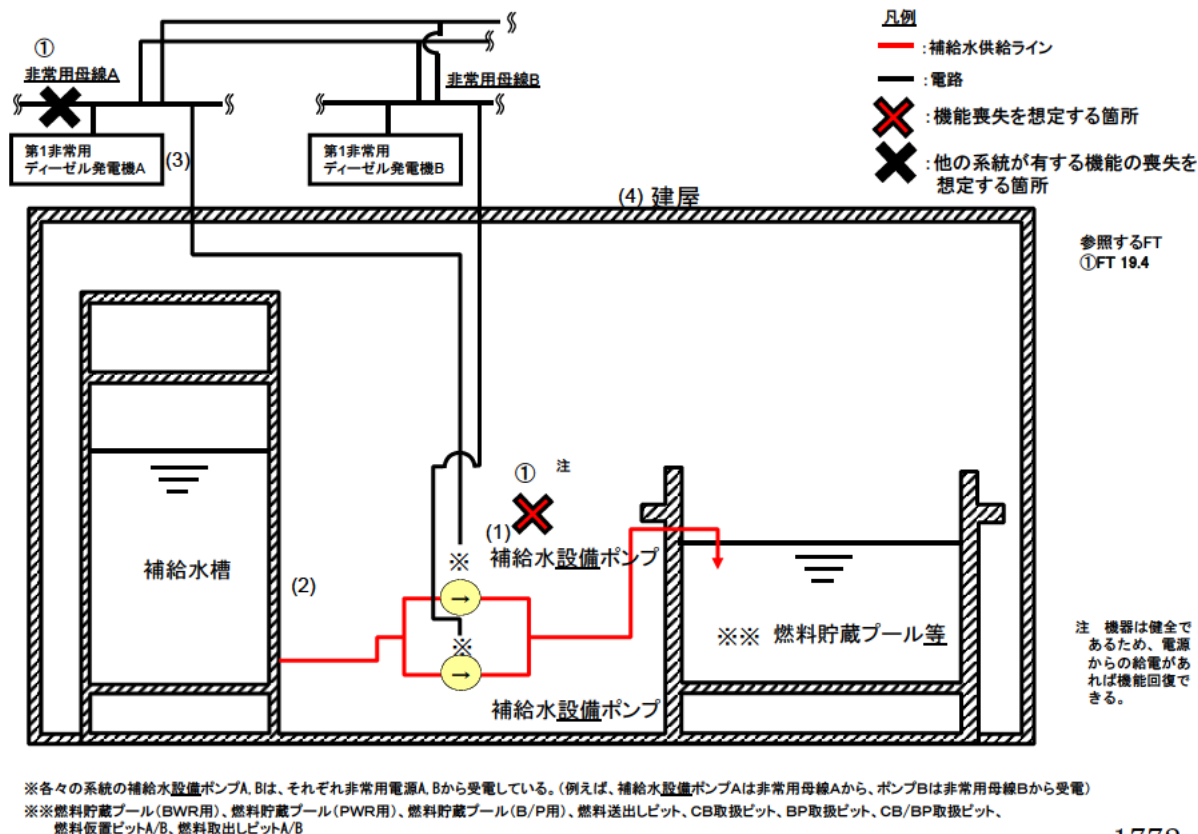 凡例
①
:補給水供給ライン
非常用母線A
非常用母線B
:電路
:機能喪失を想定する箇所
第1非常用
ディーゼル発電機A
(3)
第1非常用
ディーゼル発電機B
:他の系統が有する機能の喪失を
想定する箇所
(4) 建屋
参照するFT
①FT 19.4
① 注
(1)
※ 補給水設備ポンプ
補給水槽
(2)
→
※
※※ 燃料貯蔵プール等
→
補給水設備ポンプ
注 機器は健全で
あるため、電源
からの給電があ
れば機能回復で
きる。
※各々の系統の補給水設備ポンプA, Bは、それぞれ非常用電源A, Bから受電している。(例えば、補給水設備ポンプAは非常用母線Aから、ポンプBは非常用母線Bから受電)
※※燃料貯蔵プール(BWR用)、燃料貯蔵プール(PWR用)、燃料貯蔵プール(B/P用)、燃料送出しピット、CB取扱ピット、BP取扱ピット、CB/BP取扱ピット、
燃料仮置ピットA/B、燃料取出しピットA/B